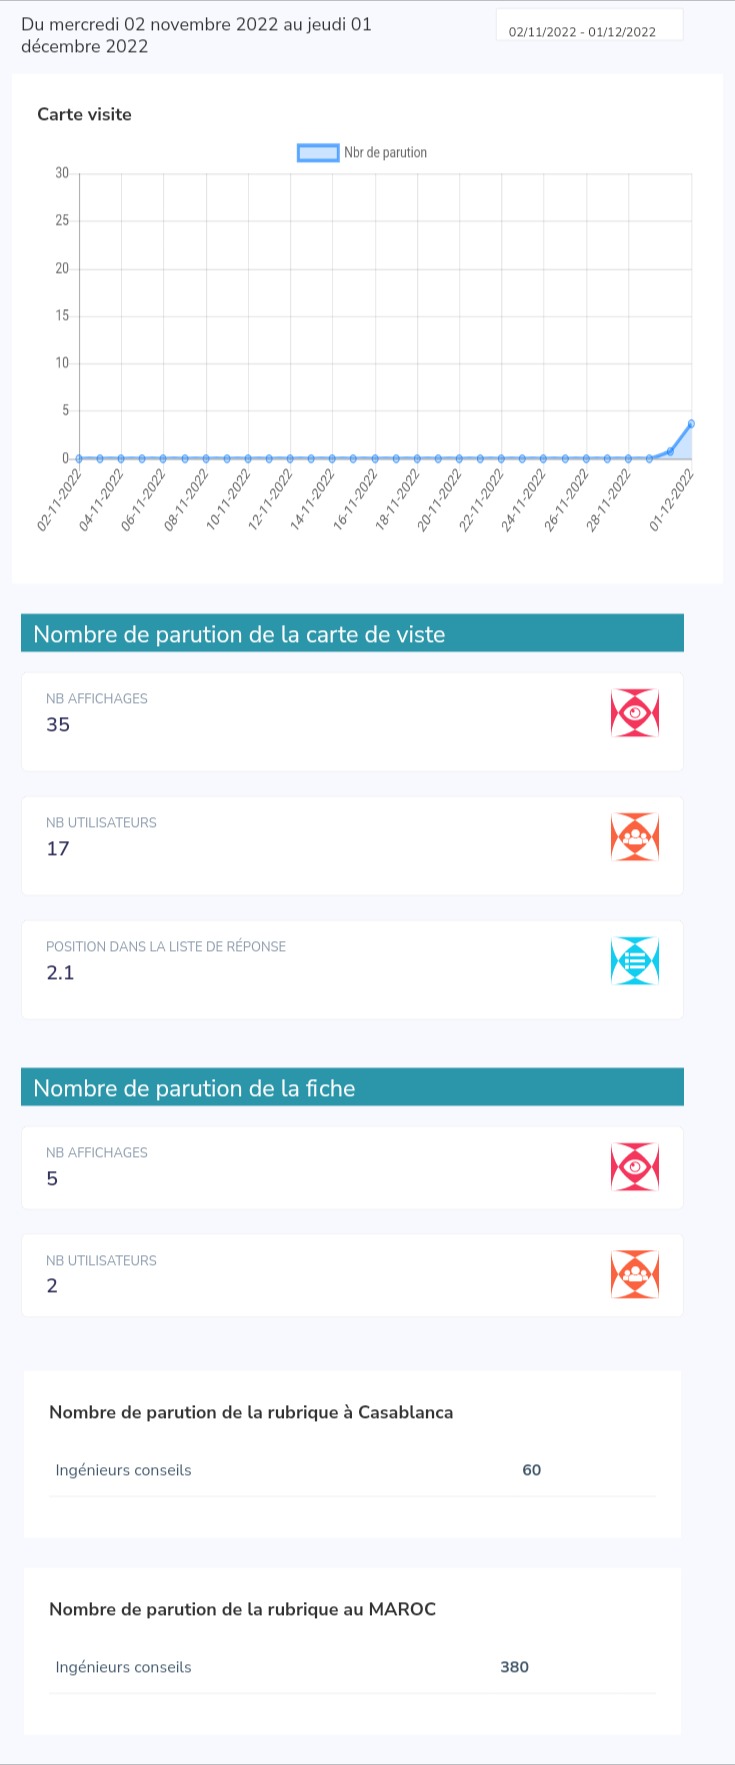 Du mercredi 02 novembre 2022 au jeudi 01
décembre 2022
02/11/2022 - 01/12/2022
Carte visite
Nbr de parution
30
25
20
15
10
5
0
02-11-2022
04-11-2022
06-11-2022
08-11-2022
10-11-2022
12-11-2022
14-11-2022
16-11-2022
18-11-2022
20-11-2022
22-11-2022
24-11-2022
26-11-2022
28-11-2022
01-12-2022
Nombre de parution de la carte de viste
NB AFFICHAGES
35
NB UTILISATEURS
17
POSITION DANS LA LISTE DE RÉPONSE
2.1
Nombre de parution de la fiche
NB AFFICHAGES
5
NB UTILISATEURS
2
Nombre de parution de la rubrique à Casablanca
Ingénieurs conseils 60
Nombre de parution de la rubrique au MAROC
Ingénieurs conseils 380